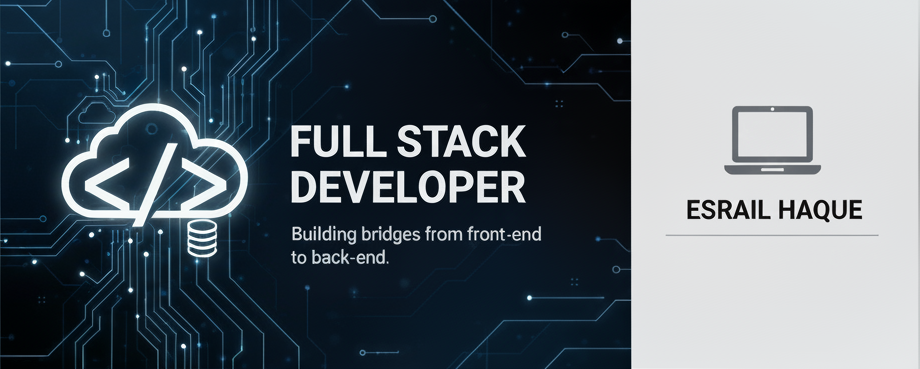 FULL STACK
DEVELOPER
Building bridges from front-end
to back-end.
ESRAIL HAQUE